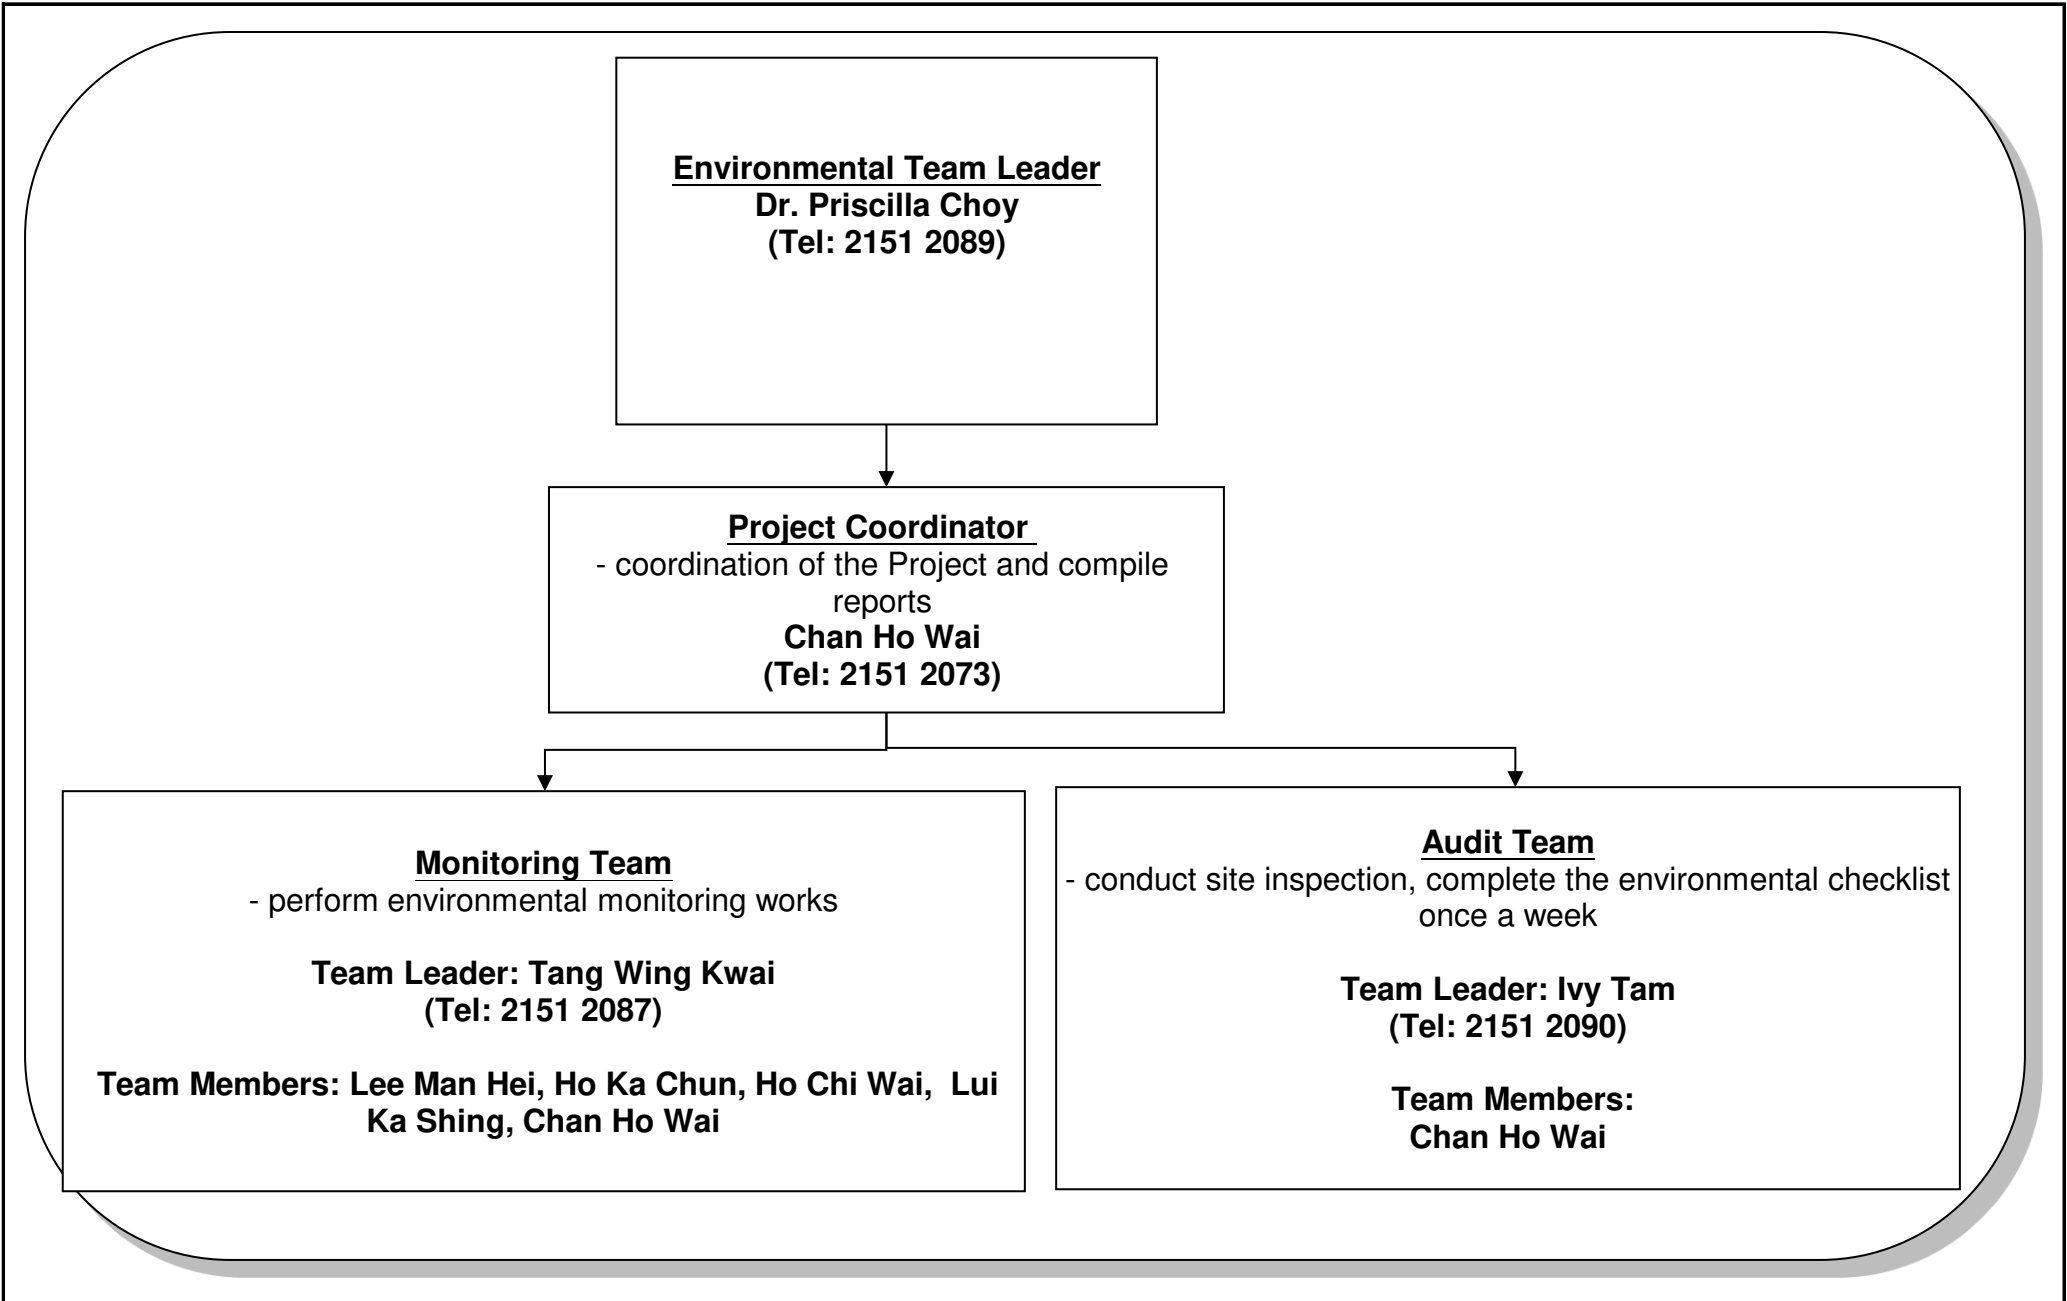 Environmental Team Leader
Dr. Priscilla Choy
(Tel: 2151 2089)
Project Coordinator
- coordination of the Project and compile
reports
Chan Ho Wai
(Tel: 2151 2073)
Monitoring Team
- perform environmental monitoring works
Team Leader: Tang Wing Kwai
(Tel: 2151 2087)
Team Members: Lee Man Hei, Ho Ka Chun, Ho Chi Wai,  Lui
Ka Shing, Chan Ho Wai
Audit Team
- conduct site inspection, complete the environmental checklist
once a week
Team Leader: Ivy Tam
(Tel: 2151 2090)
Team Members:
Chan Ho Wai